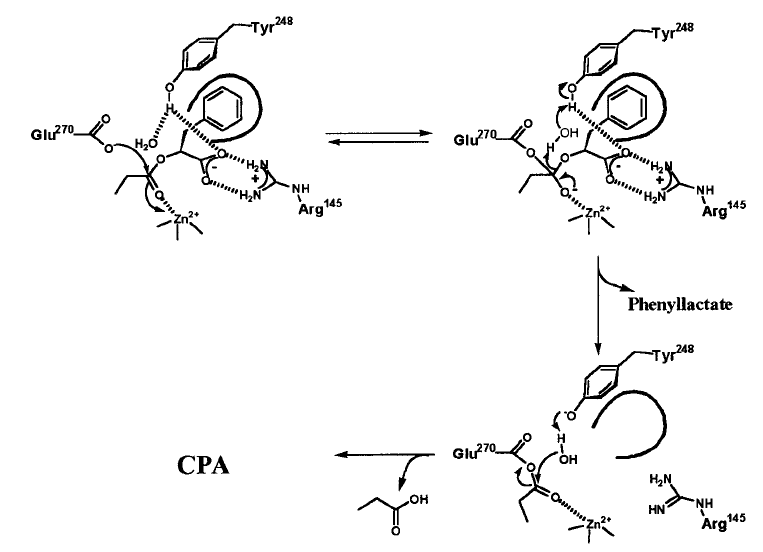 Tyr248
O
H
Glu270
O
O
H2O
O
O
-
O
O
Zn2+
H2N
+
H2N
NH
Arg145
Tyr248
O
H
Glu270
O
O
OH
H
O
O
-
O
O
-
Zn2+
H2N
+
H2N
NH
Arg145
Phenyllactate
Tyr248
-O
H
OH
Glu270
O
O
O
Zn2+
H2N
HN
NH
Arg145
CPA
OH
O